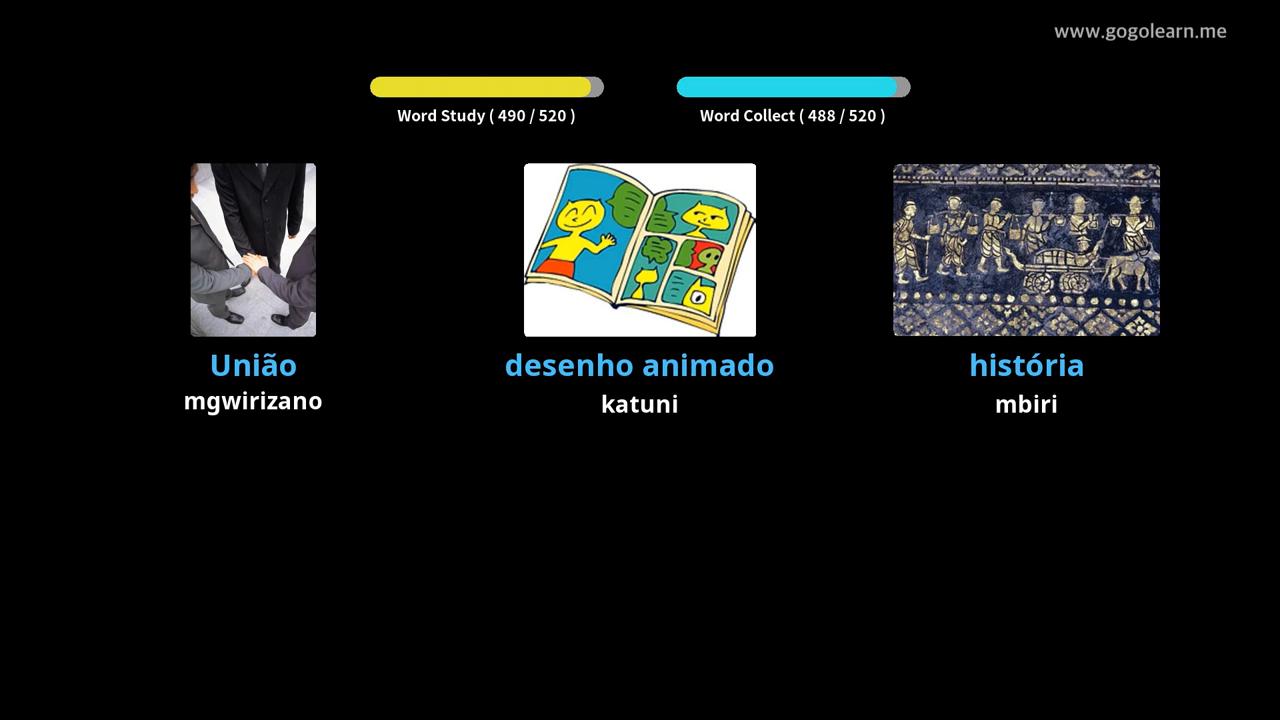 www.gogolearn.me
Word Study ( 490 / 520 )
Word Collect ( 488 / 520 )
União
desenho animado
história
mgwirizano
katuni
mbiri